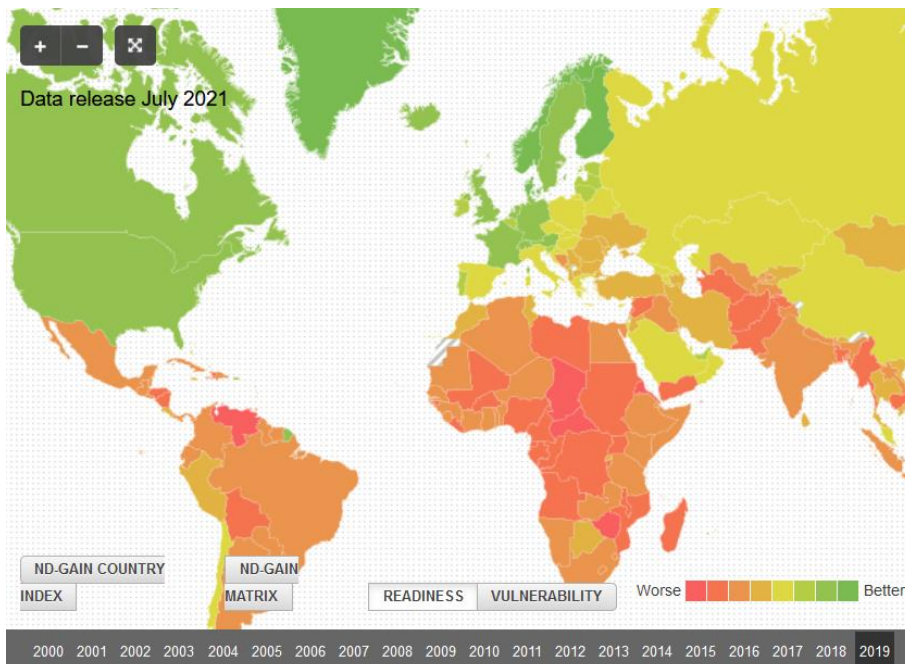 + −
Data release July 2021
ND-GAIN COUNTRY
INDEX
ND-GAIN
MATRIX
READINESS VULNERABILITY
Worse Better
2000 2001 2002 2003 2004 2005 2006 2007 2008 2009 2010 2011 2012 2013 2014 2015 2016 2017 2018 2019